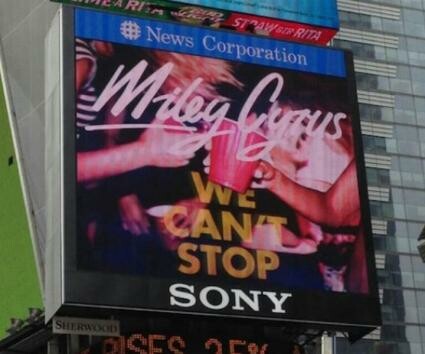 STRAWBERRITA
News Corporation
Miley Cyrus
WE
CAN'T
STOP
SONY
SHERWOOD